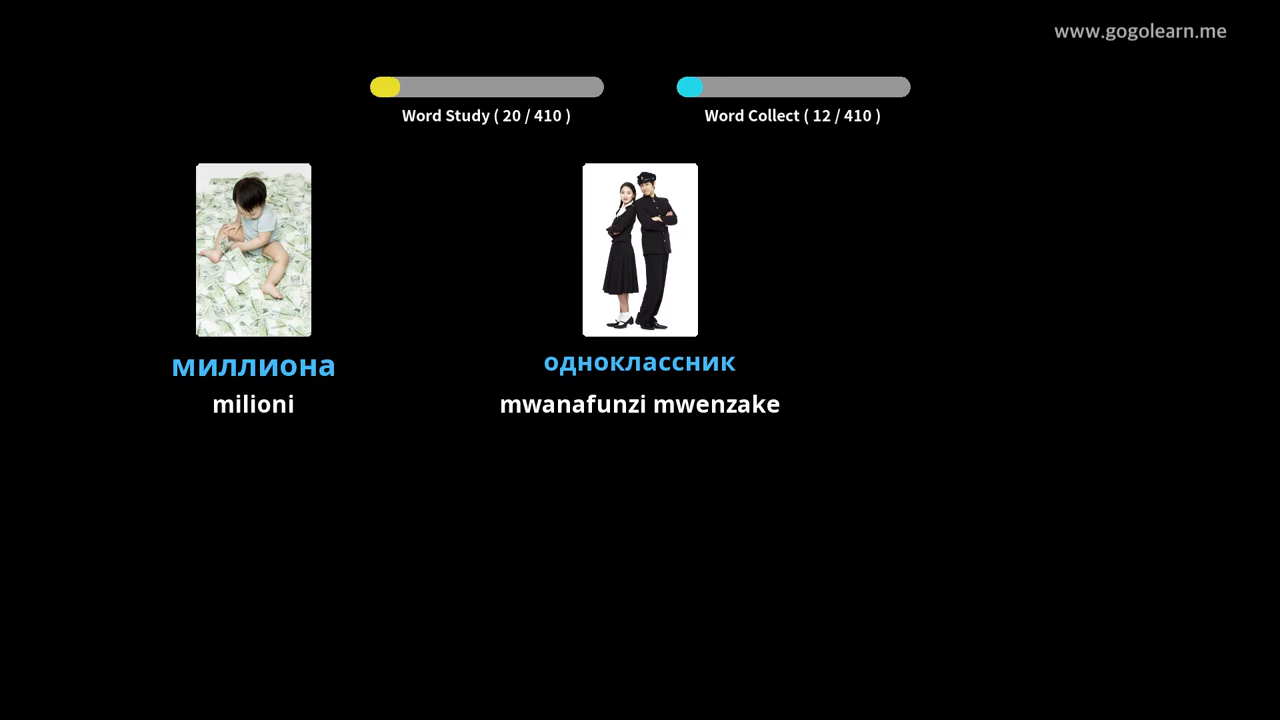 www.gogolearn.me
Word Study ( 20 / 410 )
Word Collect ( 12 / 410 )
миллиона
одноклассник
milioni
mwanafunzi mwenzake